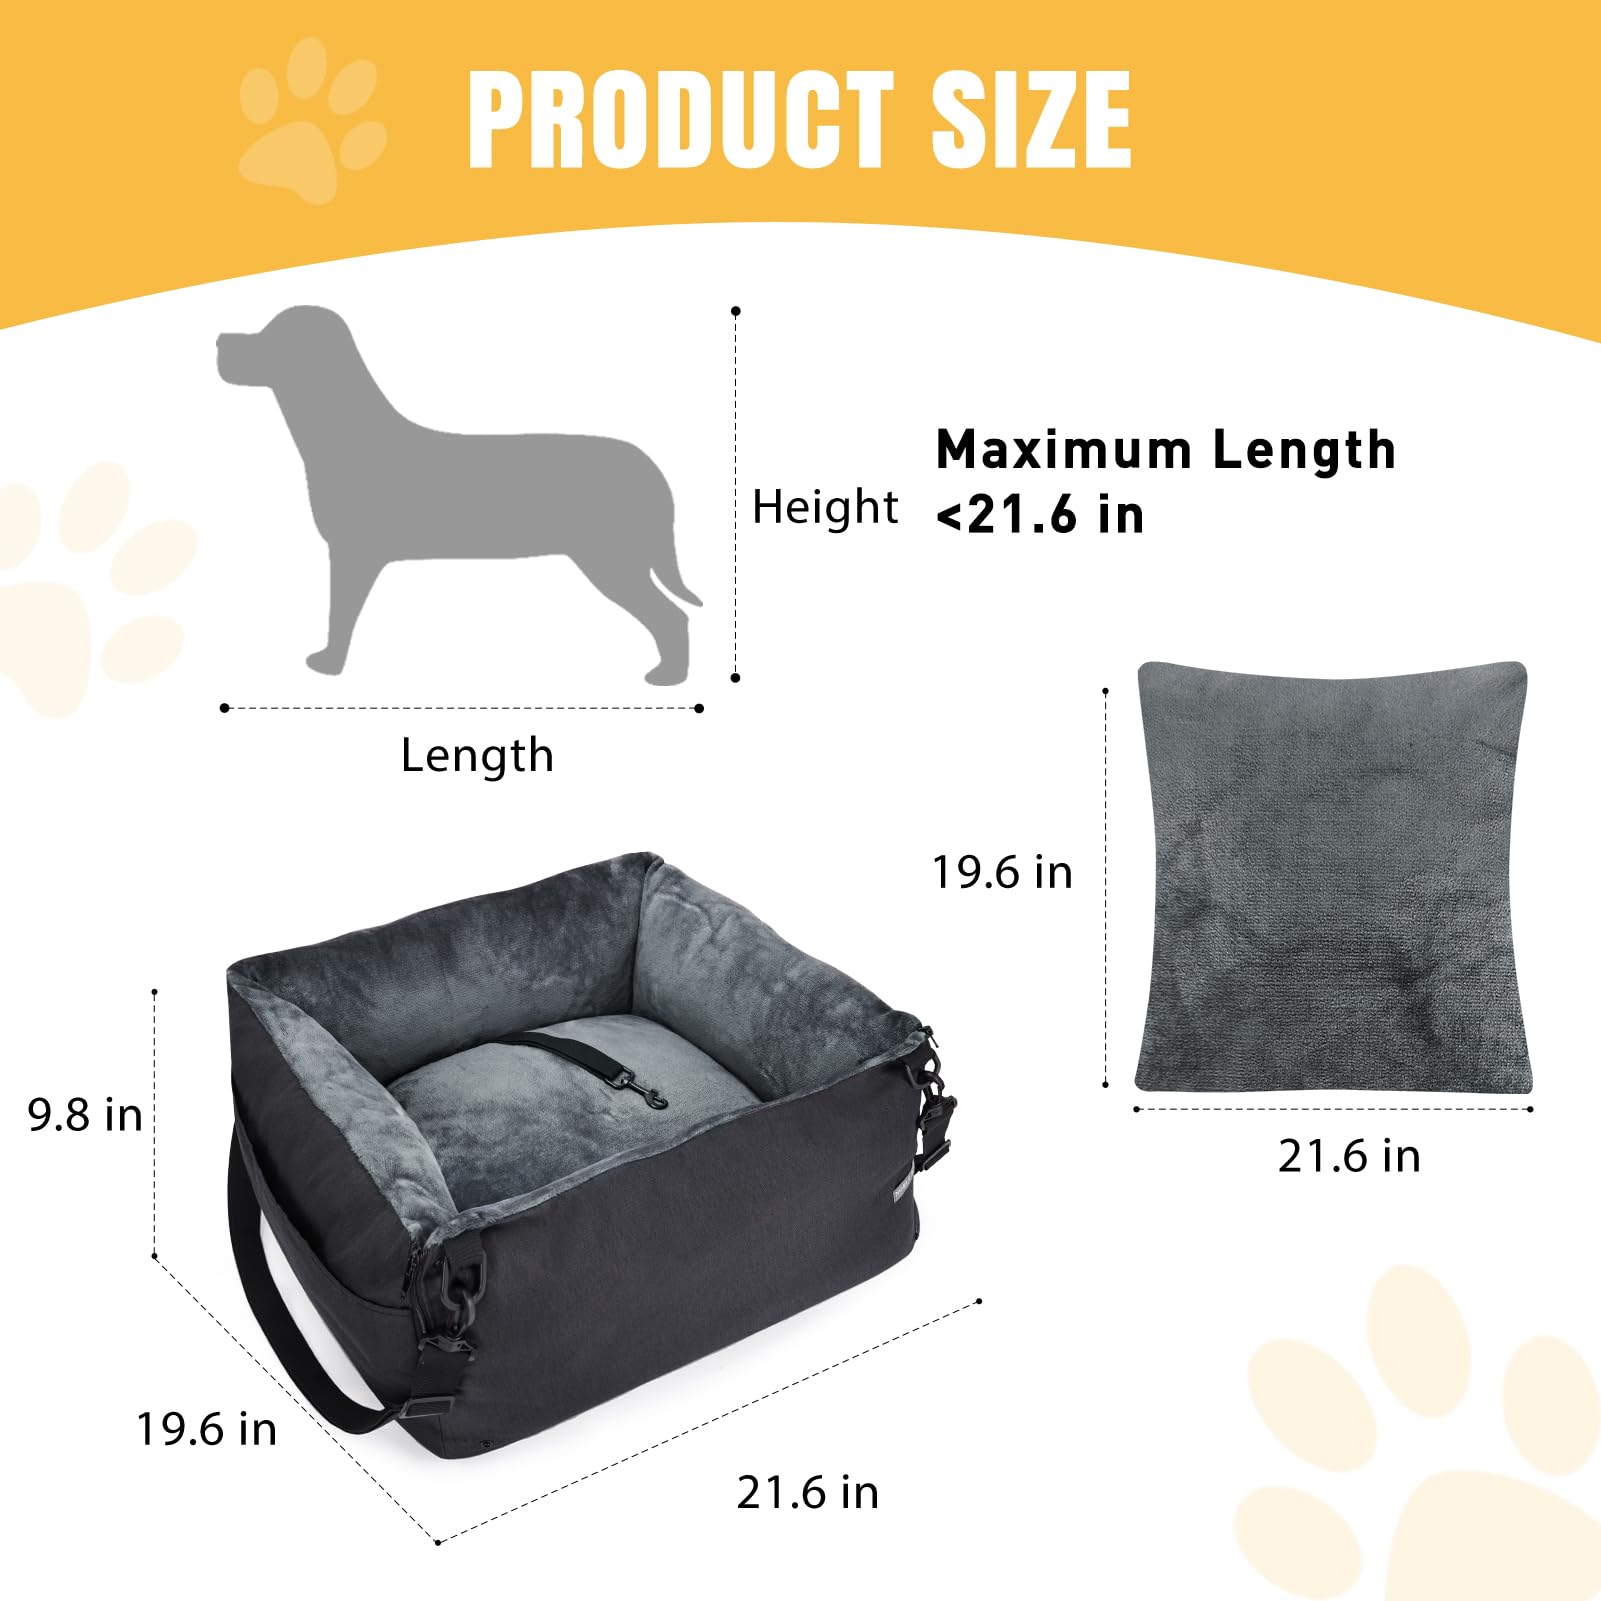 PRODUCT SIZE
Height
Maximum Length
<21.6 in
Length
19.6 in
21.6 in
9.8 in
19.6 in
21.6 in